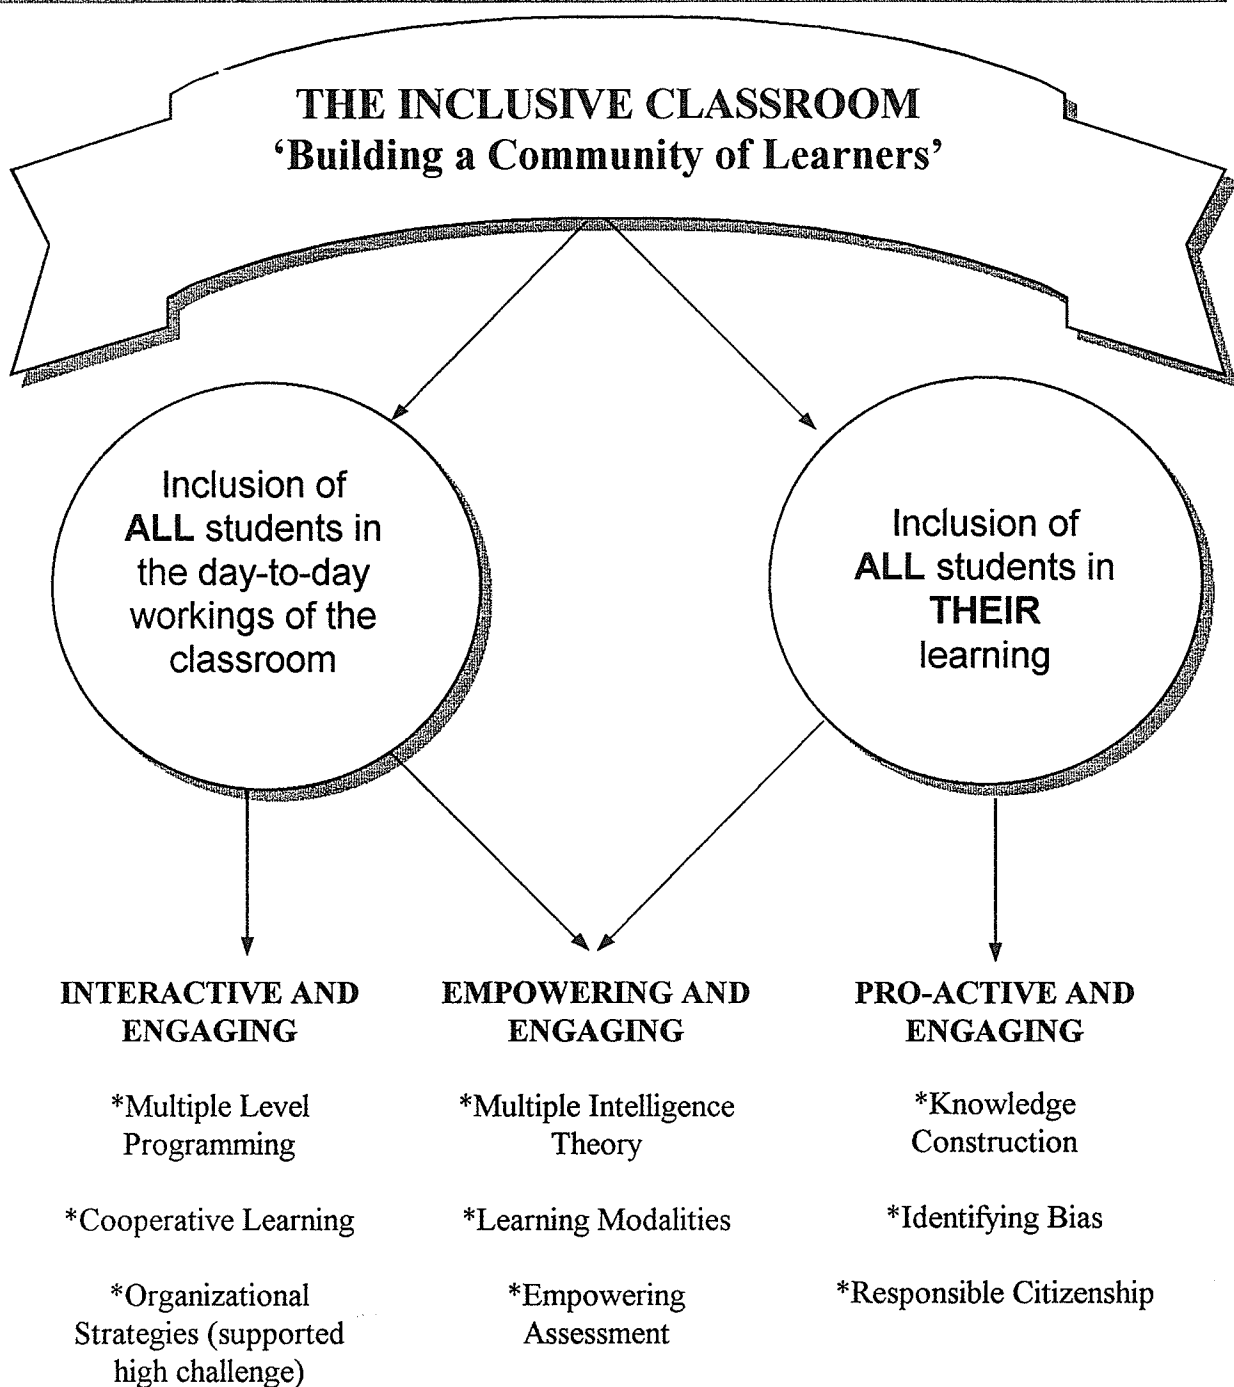 THE INCLUSIVE CLASSROOM
‘Building a Community of Learners’
Inclusion of
ALL students in
the day-to-day
workings of the
classroom
Inclusion of
ALL students in
THEIR
learning
INTERACTIVE AND
ENGAGING
*Multiple Level
Programming
*Cooperative Learning
*Organizational
Strategies (supported
high challenge)
EMPOWERING AND
ENGAGING
*Multiple Intelligence
Theory
*Learning Modalities
*Empowering
Assessment
PRO-ACTIVE AND
ENGAGING
*Knowledge
Construction
*Identifying Bias
*Responsible Citizenship